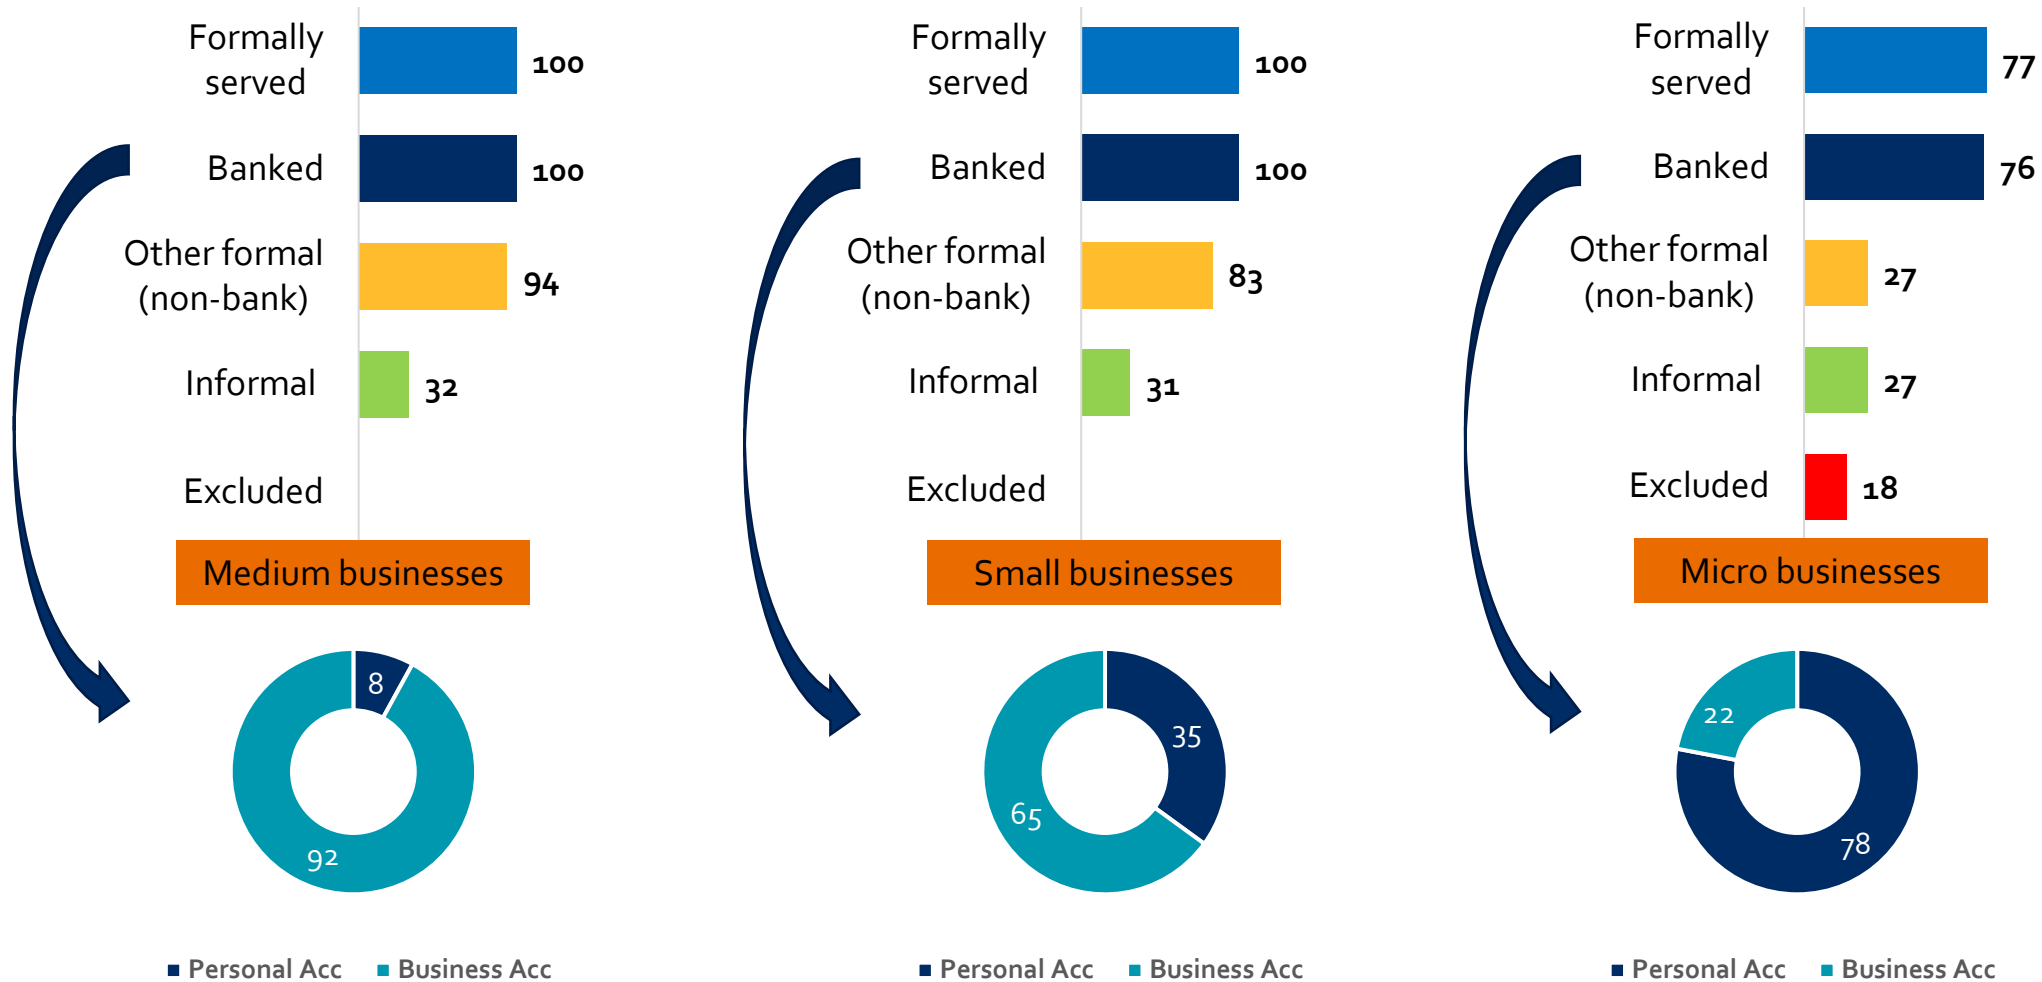 Formally
served
100
Banked
100
Other formal
(non-bank)
94
Informal
32
Excluded
Medium businesses
8
92
Personal Acc
Business Acc
Formally
served
100
Banked
100
Other formal
(non-bank)
83
Informal
31
Excluded
Small businesses
35
65
Personal Acc
Business Acc
Formally
served
77
Banked
76
Other formal
(non-bank)
27
Informal
27
Excluded
18
Micro businesses
22
78
Personal Acc
Business Acc